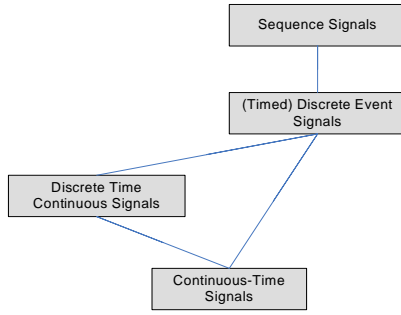 Sequence Signals
(Timed) Discrete Event
Signals
Discrete Time
Continuous Signals
Continuous-Time
Signals